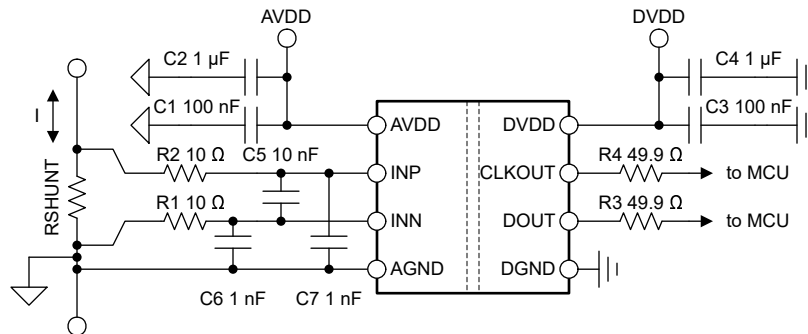 AVDD
DVDD
C2 1 µF
C4 1 µF
C1 100 nF
C3 100 nF
I
AVDD
DVDD
R2 10 Ω
C5 10 nF
R4 49.9 Ω
INP
CLKOUT
to MCU
RSHUNT
R1 10 Ω
R3 49.9 Ω
INN
DOUT
to MCU
AGND
DGND
C6 1 nF
C7 1 nF